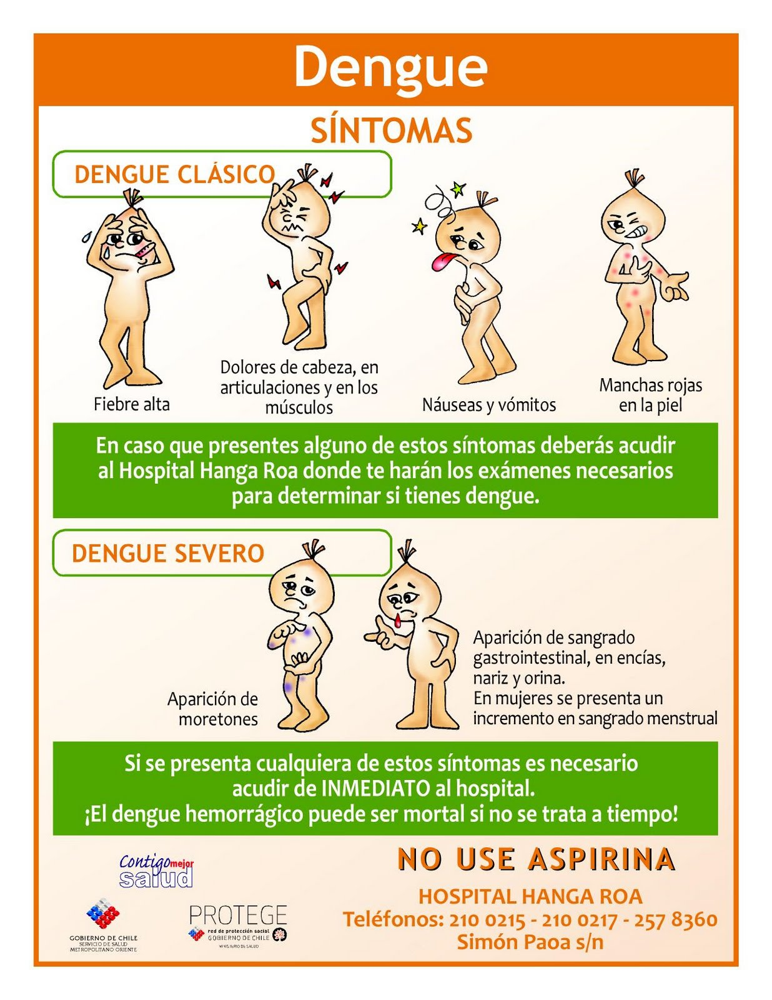 Dengue
SÍNTOMAS
DENGUE CLÁSICO
Fiebre alta
Dolores de cabeza, en
articulaciones y en los
músculos
Náuseas y vómitos
Manchas rojas
en la piel
En caso que presentes alguno de estos síntomas deberás acudir
al Hospital Hanga Roa donde te harán los exámenes necesarios
para determinar si tienes dengue.
DENGUE SEVERO
Aparición de
moretones
Aparición de sangrado
gastrointestinal, en encías,
nariz y orina.
En mujeres se presenta un
incremento en sangrado menstrual
Si se presenta cualquiera de estos síntomas es necesario
acudir de INMEDIATO al hospital.
¡El dengue hemorrágico puede ser mortal si no se trata a tiempo!
Contigo mejor
salud
GOBIERNO DE CHILE
SERVICIO DE SALUD
METROPOLITANO ORIENTE
PROTEGE
red de protección social
GOBIERNO DE CHILE
MINISTERIO DE SALUD
NO USE ASPIRINA
HOSPITAL HANGA ROA
Teléfonos: 210 0215 - 210 0217 - 257 8360
Simón Paoa s/n